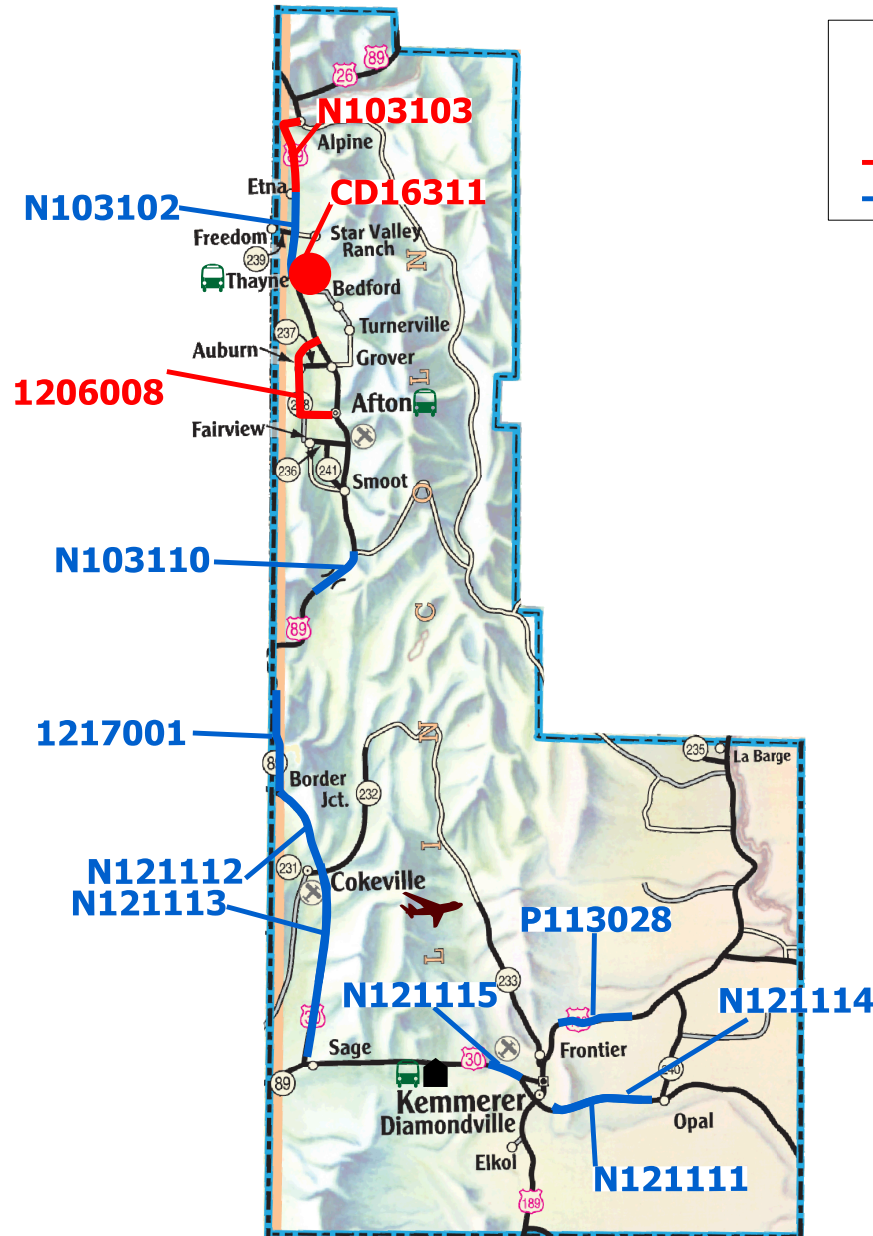 89
26
N103103
Alpine
89
Etna
CD16311
N103102
Freedom
Star Valley
Ranch
239
N
Thayne
Bedford
Turnerville
237
Auburn
Grover
L
1206008
Afton
Fairview
236
241
Smoot
O
N103110
C
89
N
1217001
235
La Barge
Border
Jct.
232
I
N121112
231
Cokeville
N121113
P113028
L
233
N121115
N121114
Sage
30
Frontier
89
240
Kemmerer
Diamondville
Opal
Elkol
N121111
189